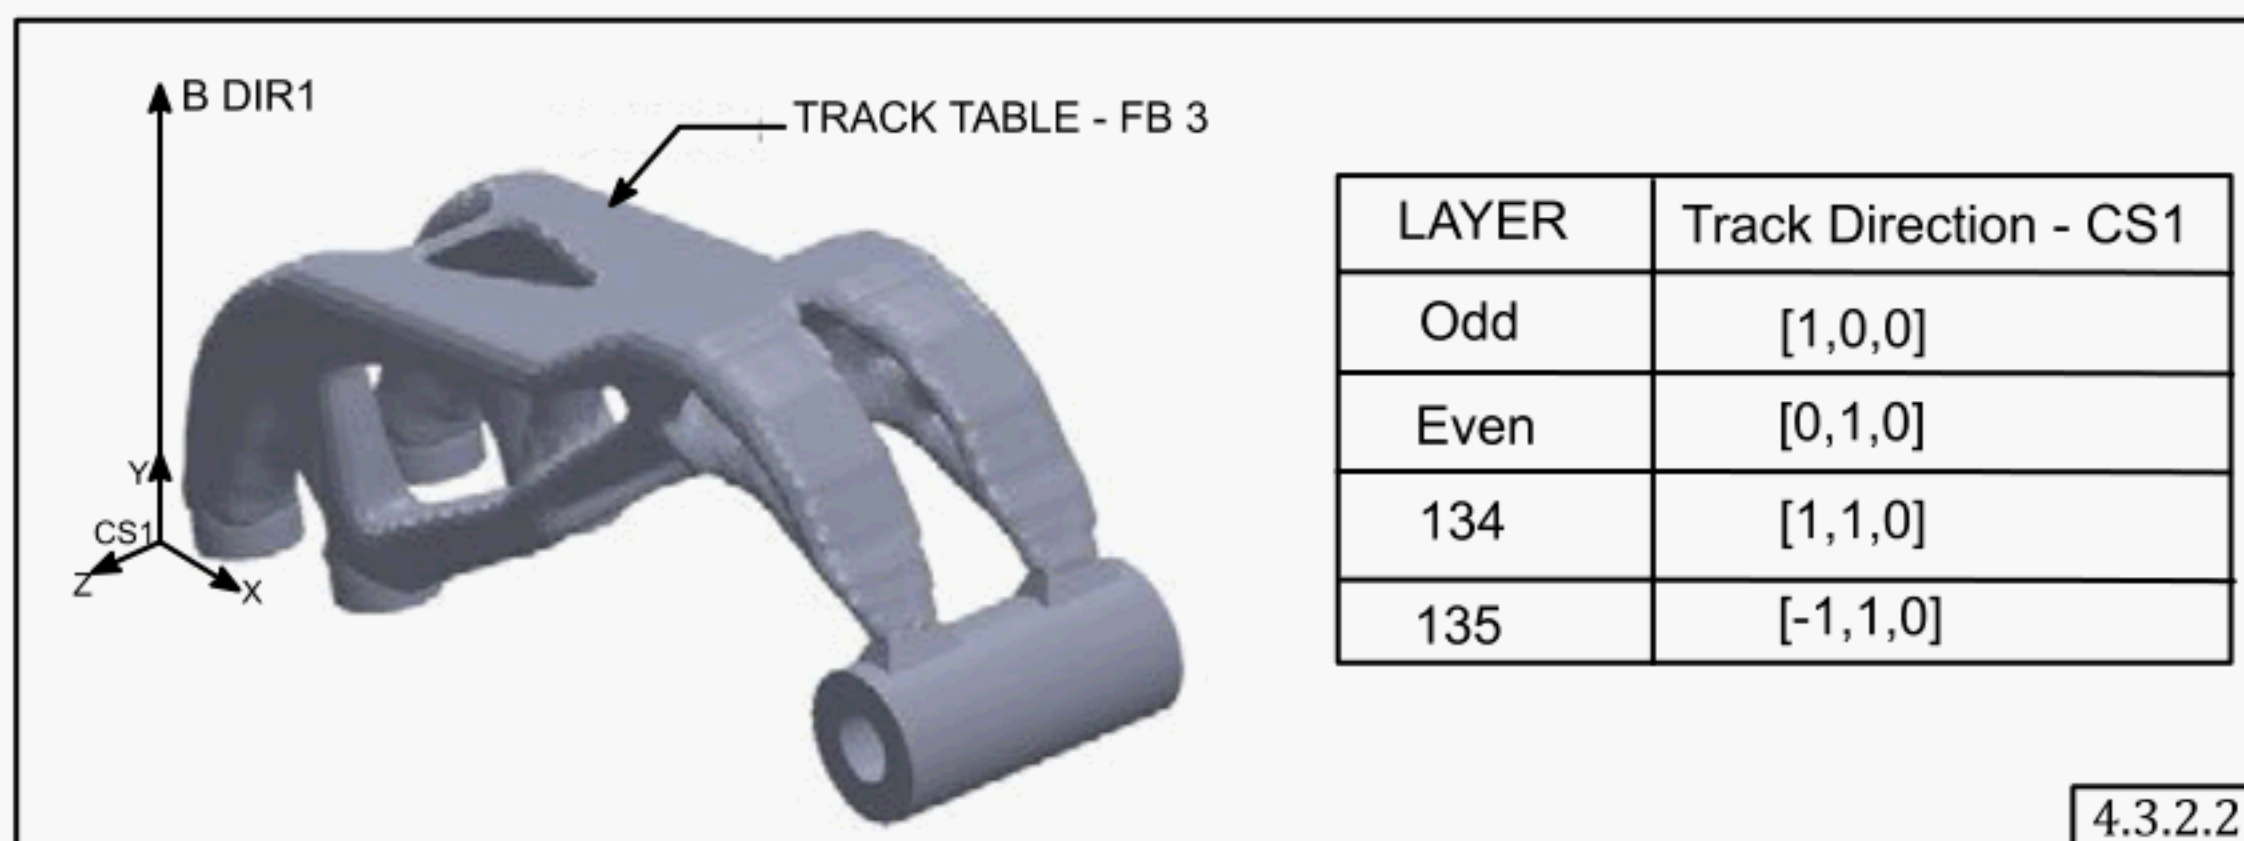 B DIR1
TRACK TABLE - FB 3
Y
CS1
Z
X
LAYER Track Direction - CS1
Odd [1,0,0]
Even [0,1,0]
134 [1,1,0]
135 [-1,1,0]
4.3.2.2